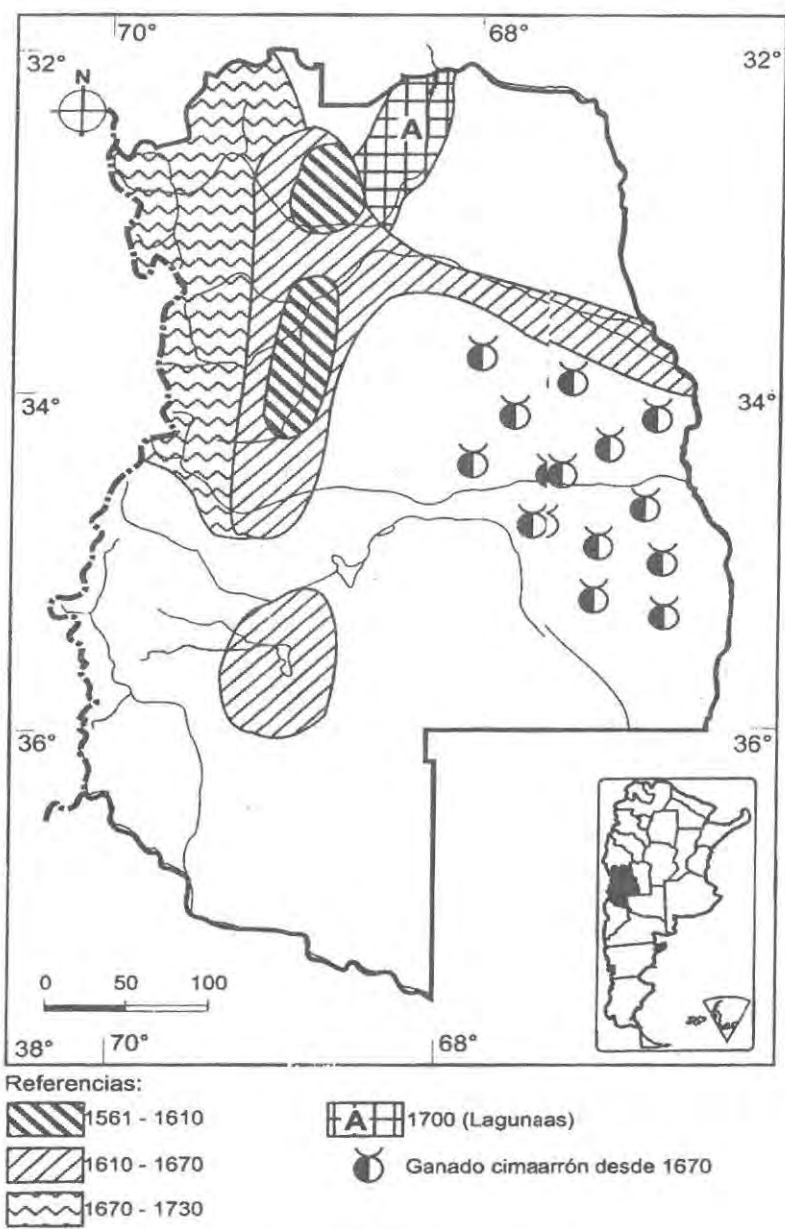 70° 68°
32° 32°
N
A
34° 34°
36° 36°
0 50 100
38° 70° 68°
Referencias:
1561 - 1610
A 1700 (Lagunaas)
1610 - 1670
Ganado cimaarrón desde 1670
1670 - 1730